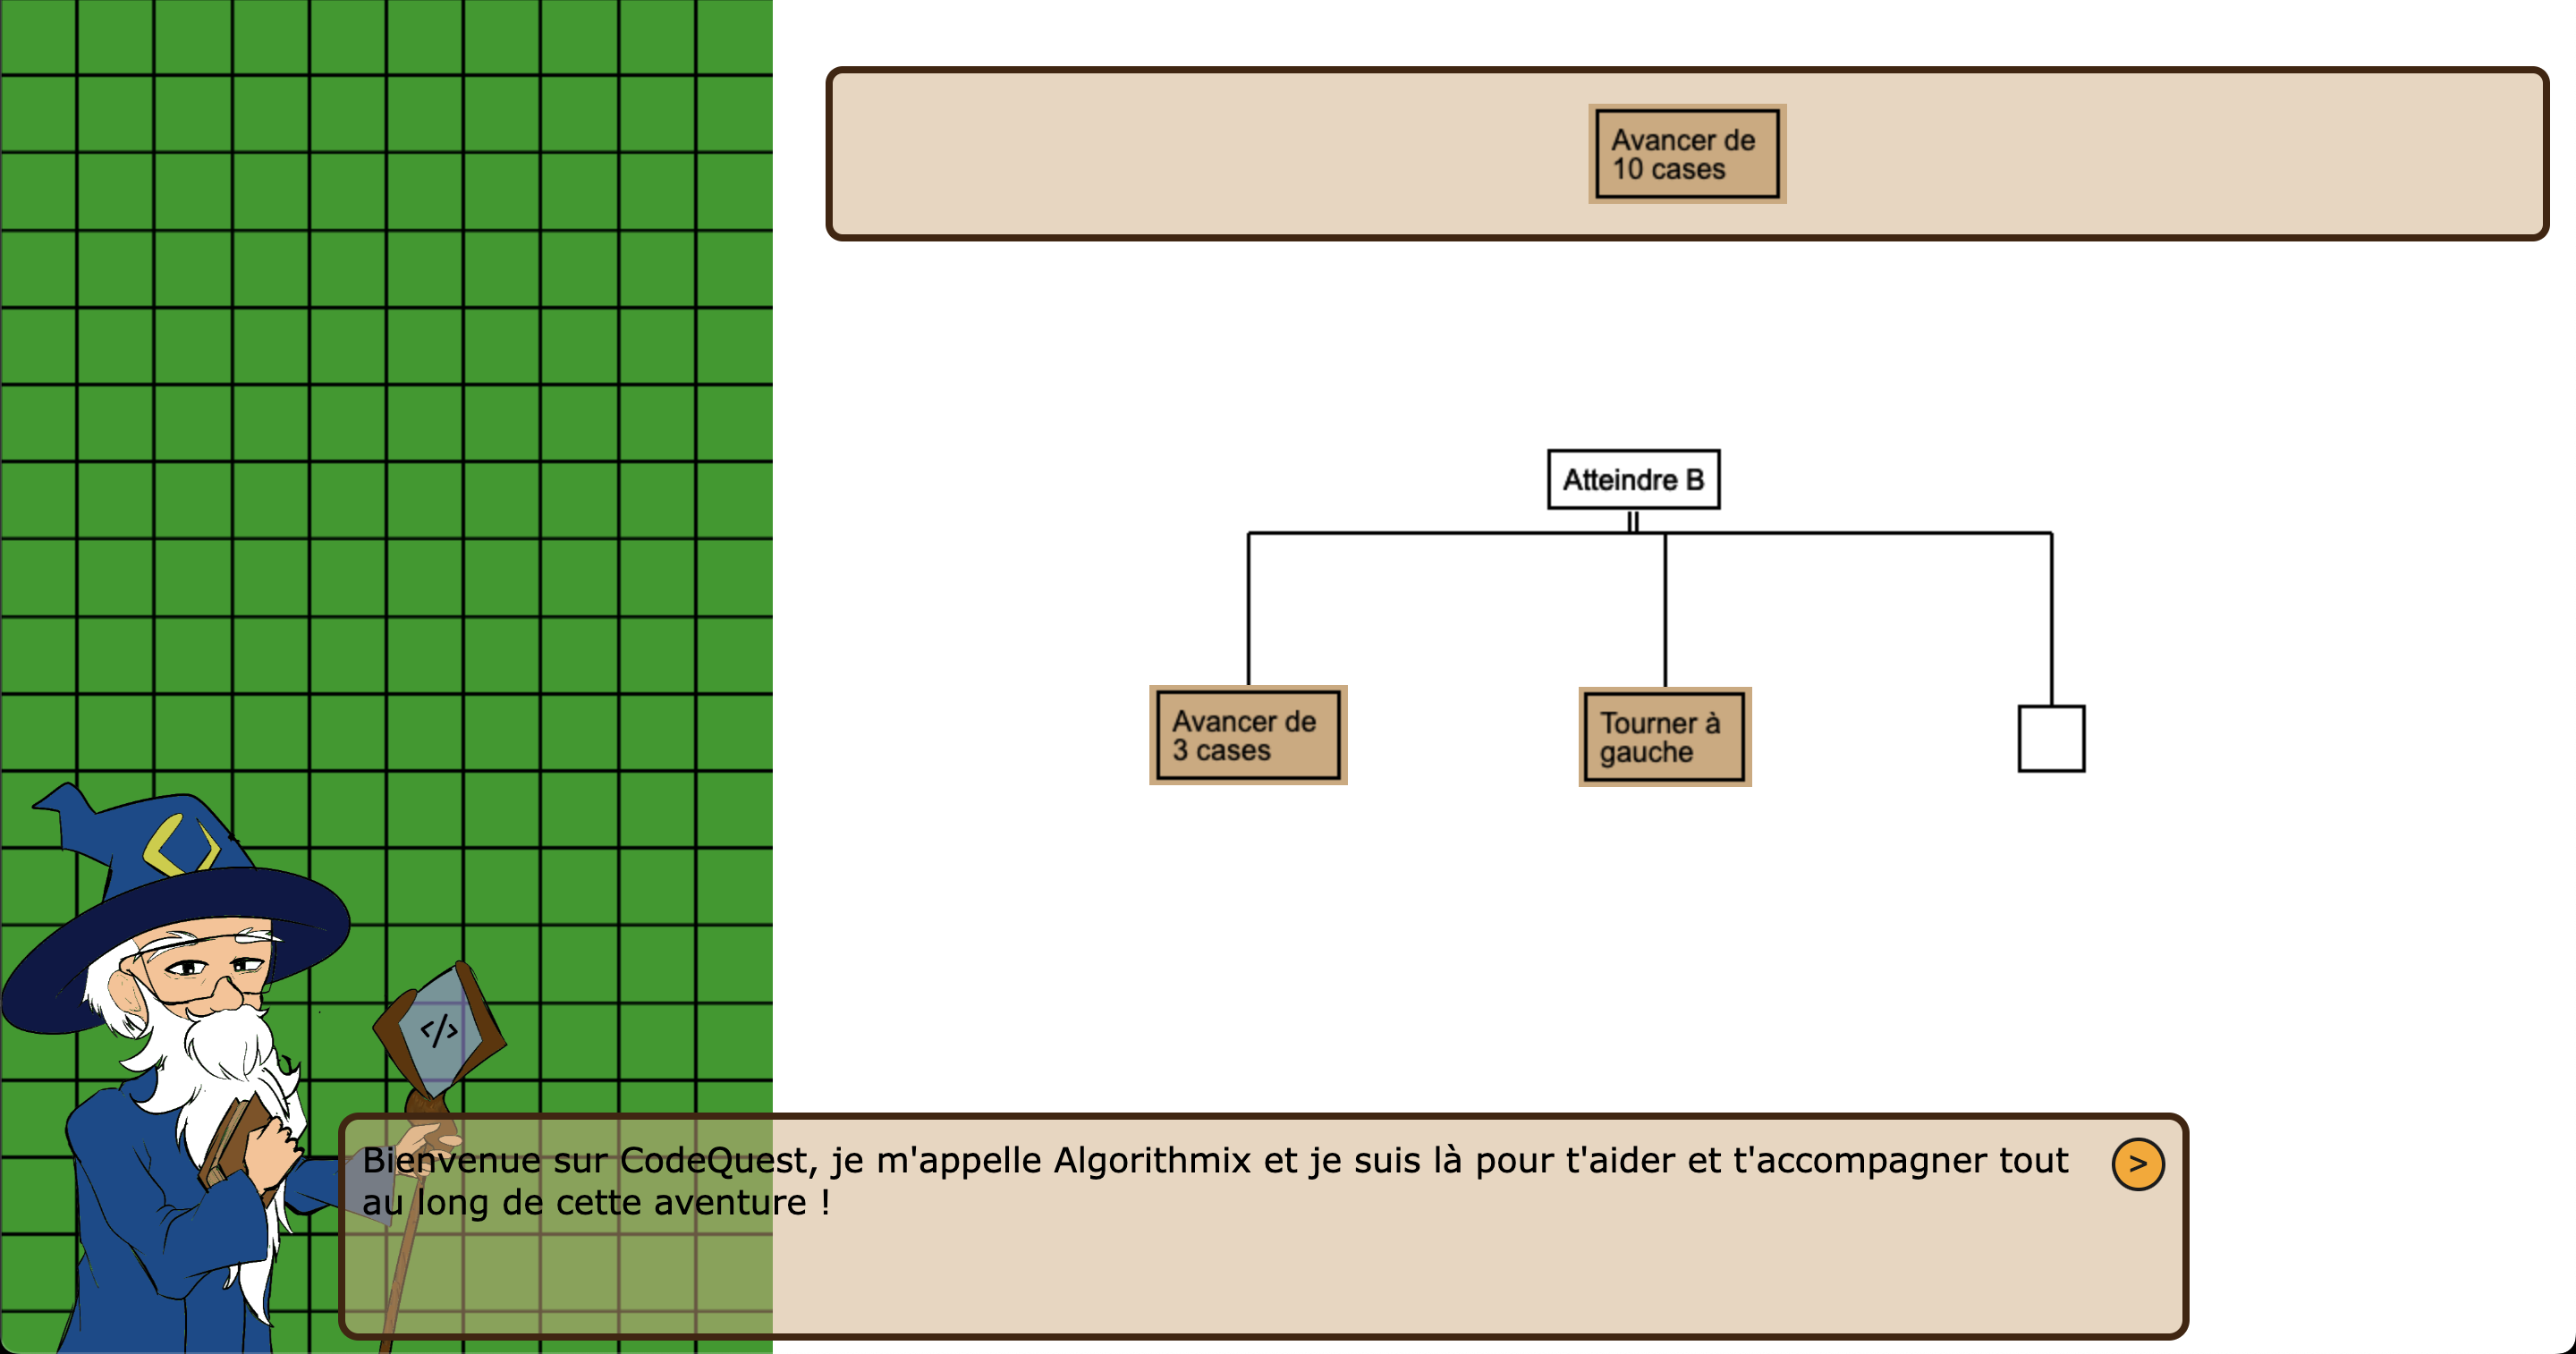 Avancer de
10 cases
Atteindre B
Avancer de
3 cases
Tourner à
gauche
</>
Bienvenue sur CodeQuest, je m'appelle Algorithmix et je suis là pour t'aider et t'accompagner tout
au long de cette aventure !
>